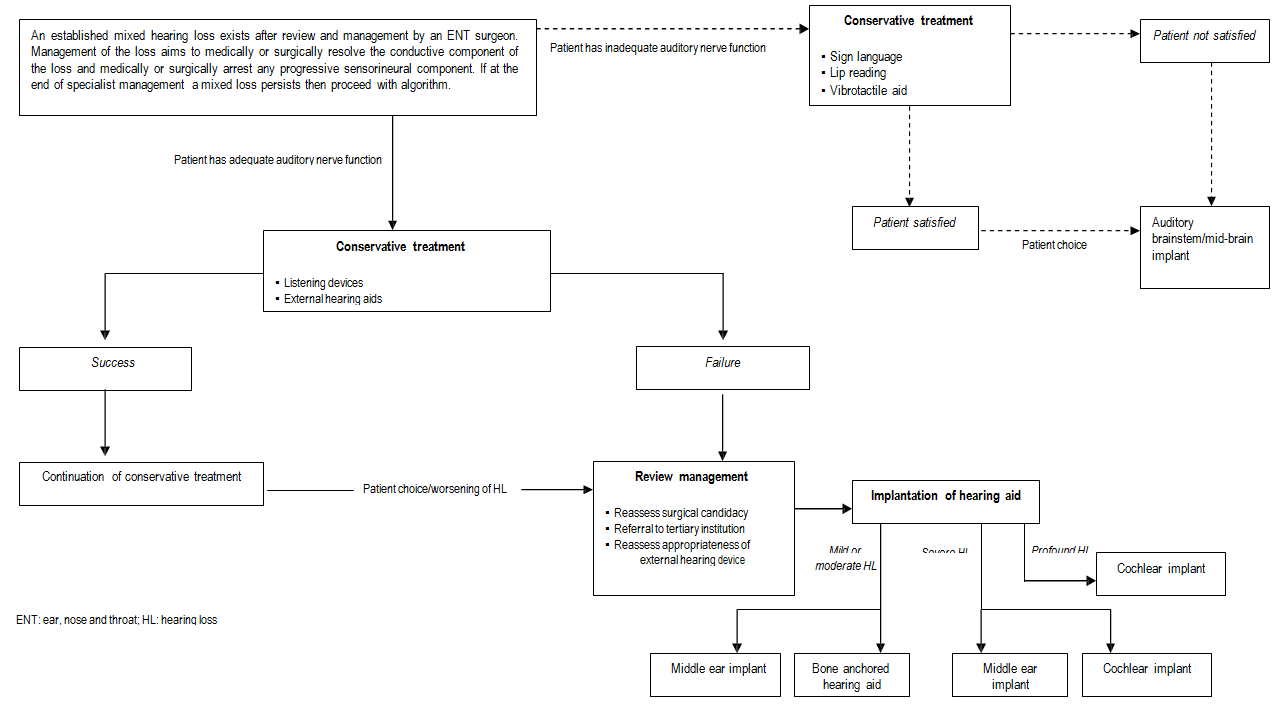 An established mixed hearing loss exists after review and management by an ENT surgeon.
Management of the loss aims to medically or surgically resolve the conductive component of
the loss and medically or surgically arrest any progressive sensorineural component. If at the
end of specialist management a mixed loss persists then proceed with algorithm.
Patient has inadequate auditory nerve function
Conservative treatment
▪ Sign language
▪ Lip reading
▪ Vibrotactile aid
Patient not satisfied
Patient has adequate auditory nerve function
Patient satisfied
Patient choice
Auditory
brainstem/mid-brain
implant
Conservative treatment
▪ Listening devices
▪ External hearing aids
Success
Failure
Continuation of conservative treatment
Patient choice/worsening of HL
Review management
▪ Reassess surgical candidacy
▪ Referral to tertiary institution
▪ Reassess appropriateness of
external hearing device
Implantation of hearing aid
Mild or
moderate HL
Severe HL
Profound HL
Cochlear implant
ENT: ear, nose and throat; HL: hearing loss
Middle ear implant
Bone anchored
hearing aid
Middle ear
implant
Cochlear implant